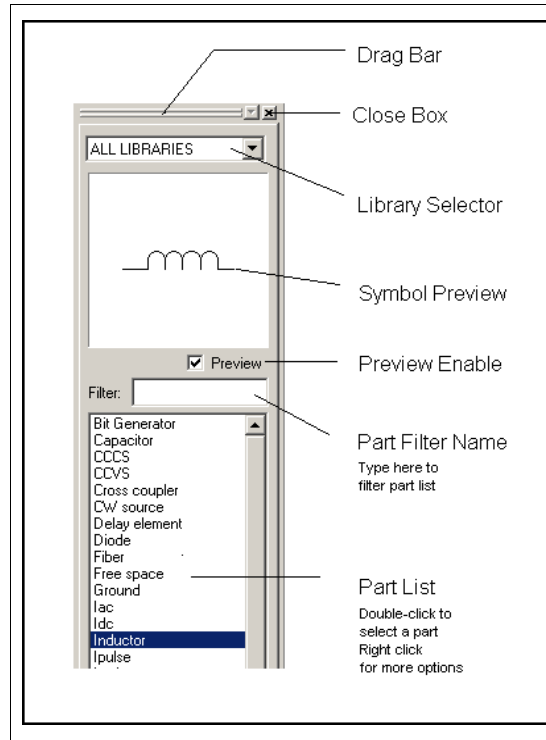 Drag Bar
Close Box
ALL LIBRARIES
Library Selector
Symbol Preview
Preview
Preview Enable
Filter:
Part Filter Name
Type here to
filter part list
Bit Generator
Capacitor
CCCS
CCVS
Cross coupler
CW source
Delay element
Diode
Fiber
Free space
Ground
Iac
Idc
Inductor
Ipulse
Part List
Double-click to
select a part
Right click
for more options